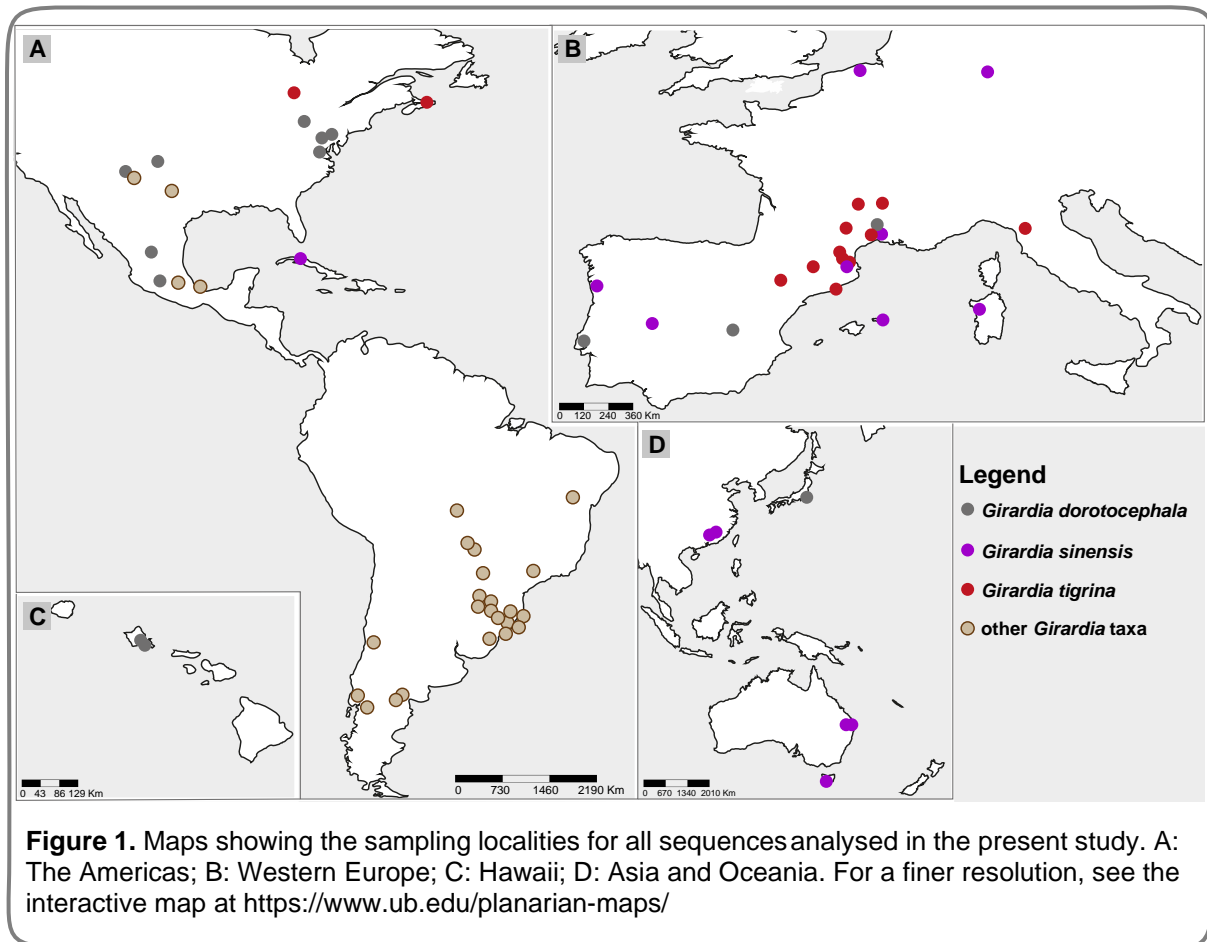 A
B
0 120 240 360 Km
D
Legend
Girardia dorotocephala
Girardia sinensis
Girardia tigrina
other Girardia taxa
C
0 43 86 129 Km
0 730 1460 2190 Km
0 670 1340 2010 Km
Figure 1. Maps showing the sampling localities for all sequences analysed in the present study. A:
The Americas; B: Western Europe; C: Hawaii; D: Asia and Oceania. For a finer resolution, see the
interactive map at https://www.ub.edu/planarian-maps/